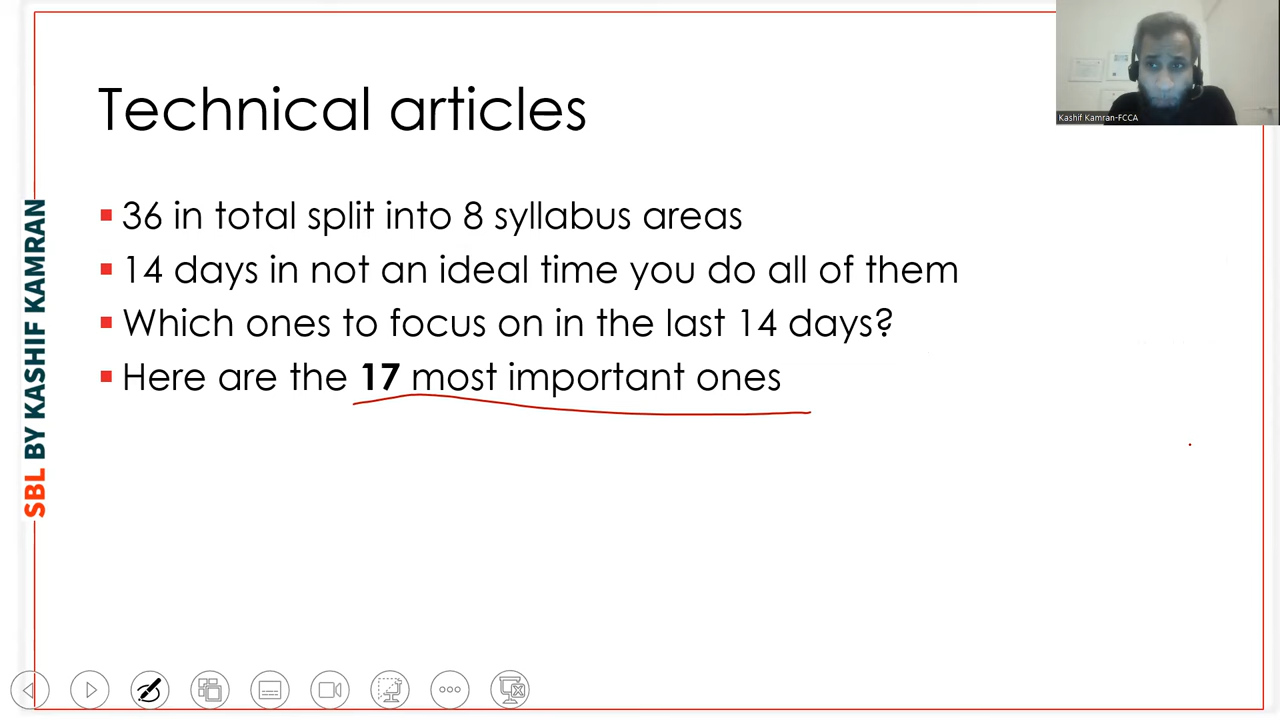 Technical articles
36 in total split into 8 syllabus areas
14 days in not an ideal time you do all of them
Which ones to focus on in the last 14 days?
Here are the 17 most important ones
SBL BY KASHIF KAMRAN
Kashif Kamran-FCCA